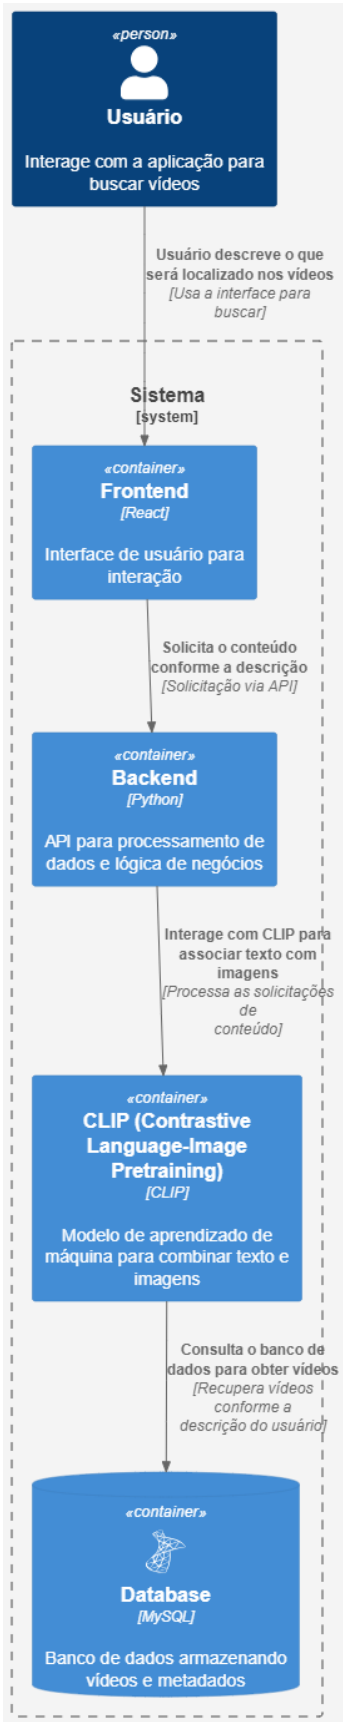 «person»
Usuário
Interage com a aplicação para
buscar vídeos
Usuário descreve o que
será localizado nos vídeos
[Usa a interface para
buscar]
Sistema
[system]
«container»
Frontend
[React]
Interface de usuário para
interação
Solicita o conteúdo
conforme a descrição
[Solicitação via API]
«container»
Backend
[Python]
API para processamento de
dados e lógica de negócios
Interage com CLIP para
associar texto com
imagens
[Processa as solicitações
de
conteúdo]
«container»
CLIP (Contrastive
Language-Image
Pretraining)
[CLIP]
Modelo de aprendizado de
máquina para combinar texto e
imagens
Consulta o banco de
dados para obter vídeos
[Recupera vídeos
conforme a
descrição do usuário]
«container»
Database
[MySQL]
Banco de dados armazenando
vídeos e metadados